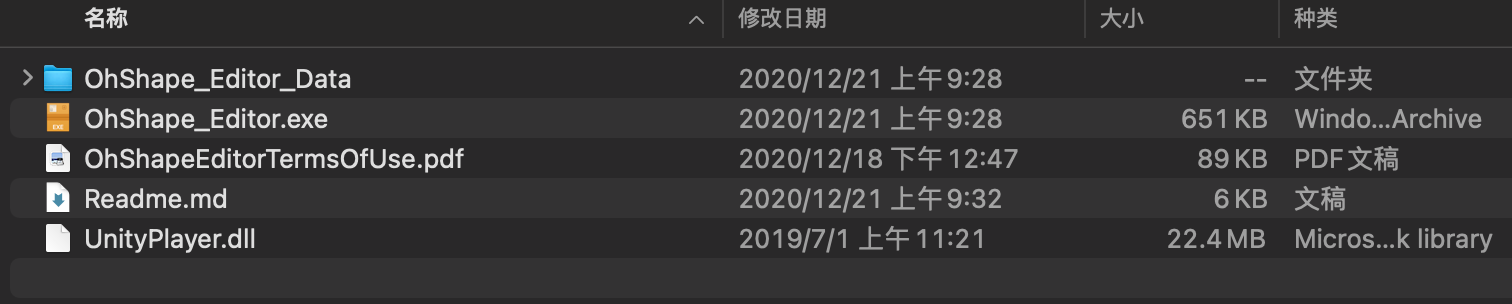 名称 修改日期 大小 种类
OhShape_Editor_Data 2020/12/21 上午9:28 -- 文件夹
OhShape_Editor.exe 2020/12/21 上午9:28 651 KB Windo...Archive
OhShapeEditorTermsOfUse.pdf 2020/12/18 下午12:47 89 KB PDF文稿
Readme.md 2020/12/21 上午9:32 6 KB 文稿
UnityPlayer.dll 2019/7/1 上午11:21 22.4 MB Micros...k library